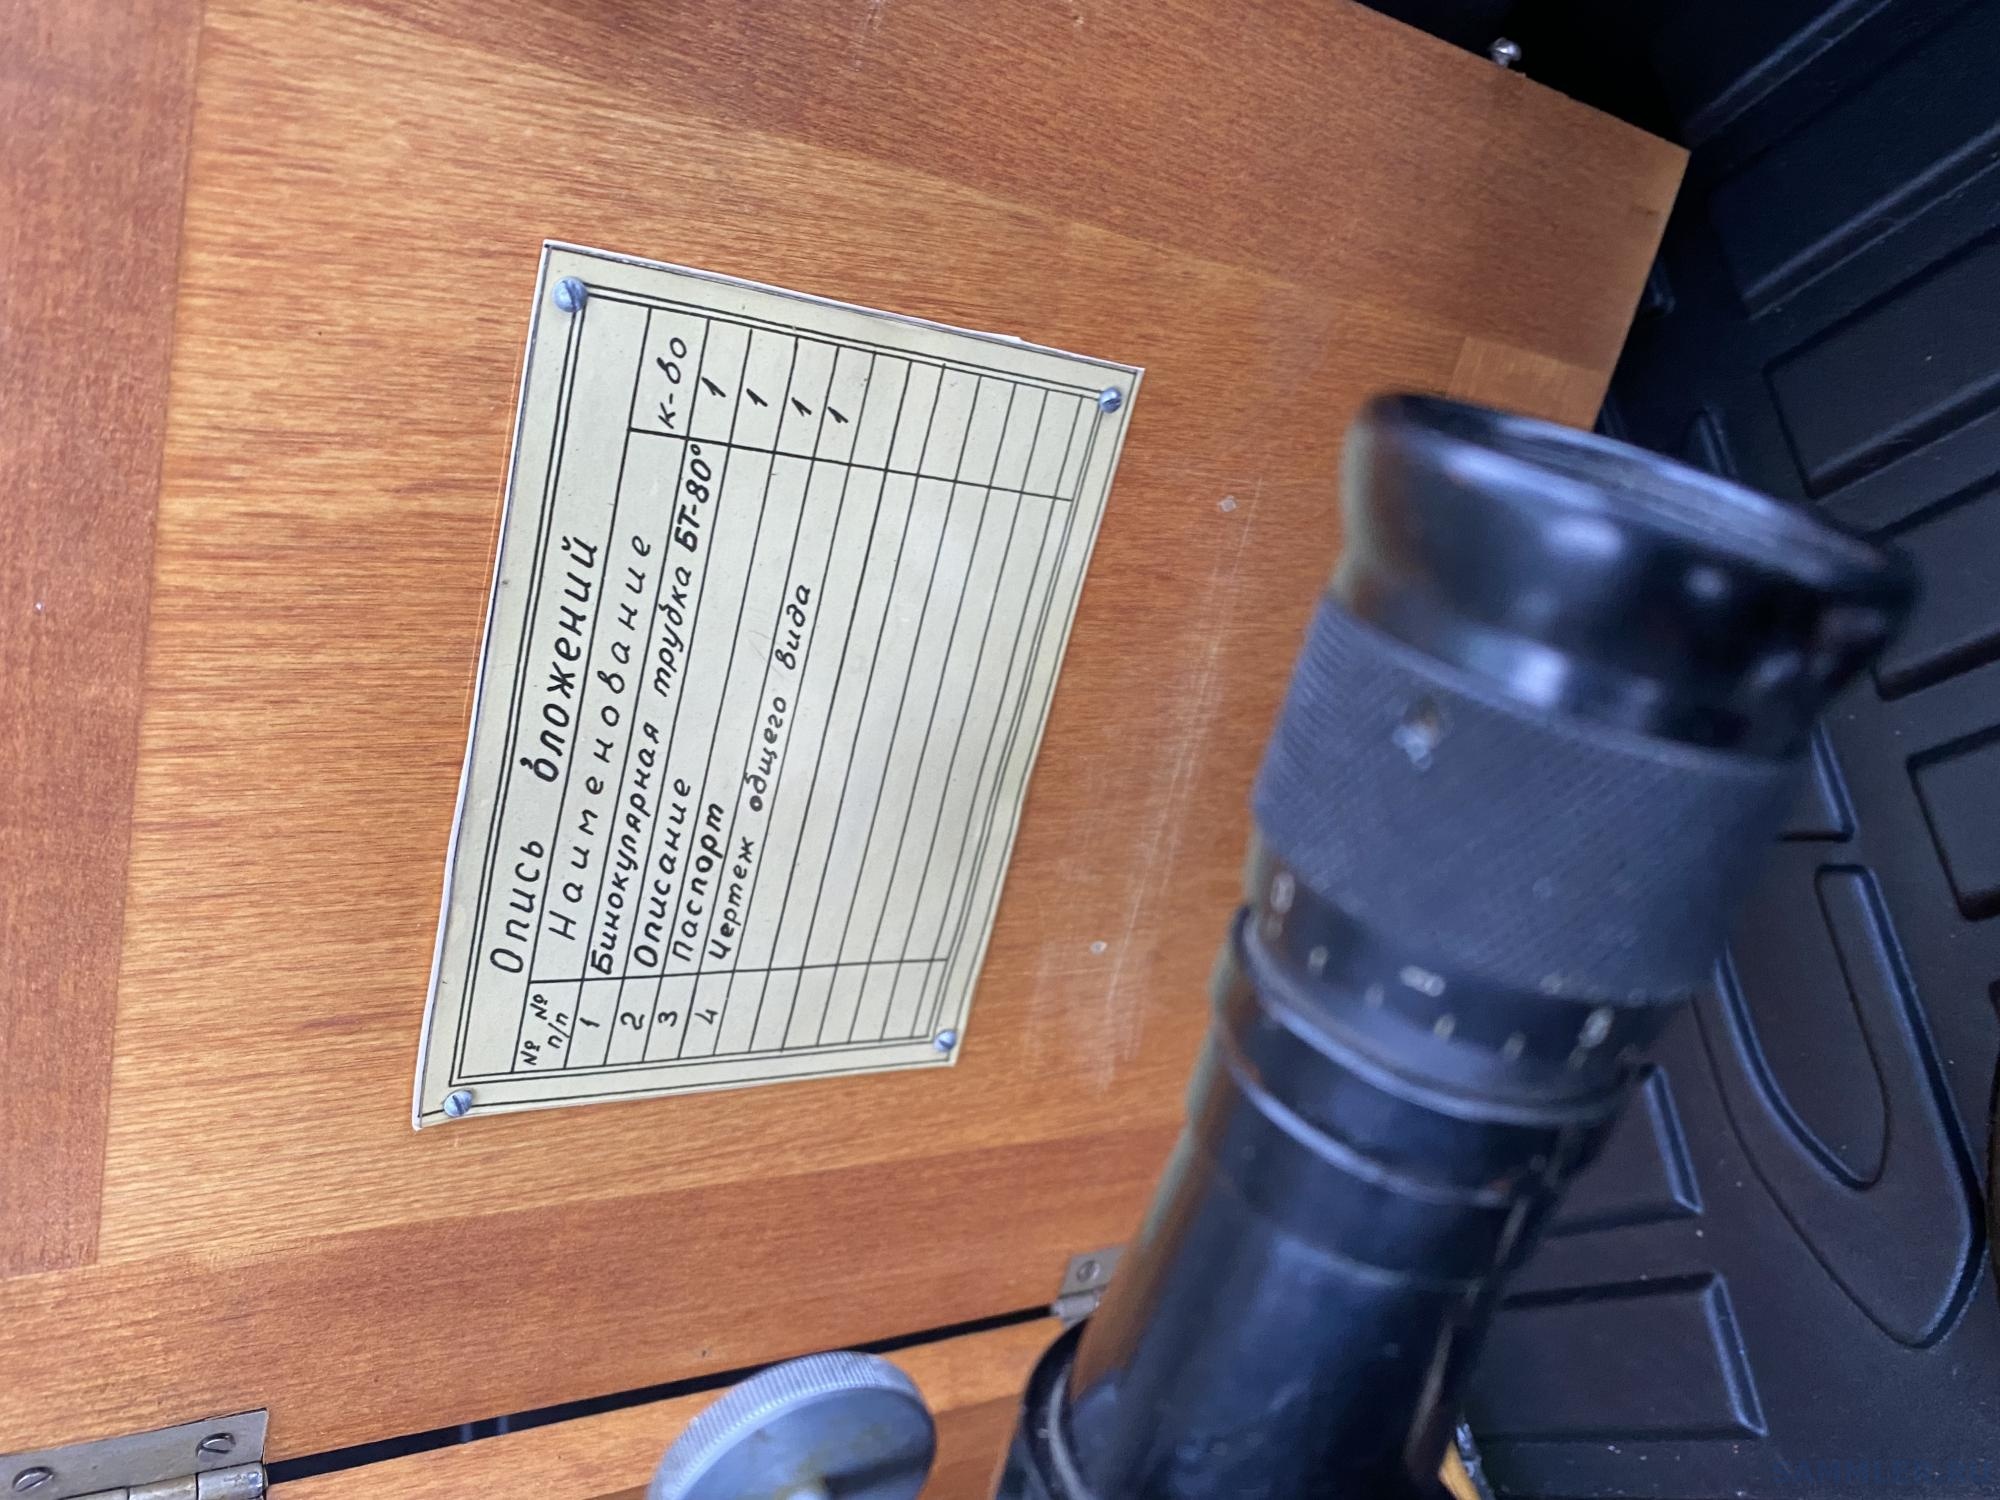 Опись вложений
№ № п/п Наименование к-во
1 Бинокулярная трубка БТ-80° 1
2 Описание 1
3 Паспорт 1
4 Чертеж общего вида 1